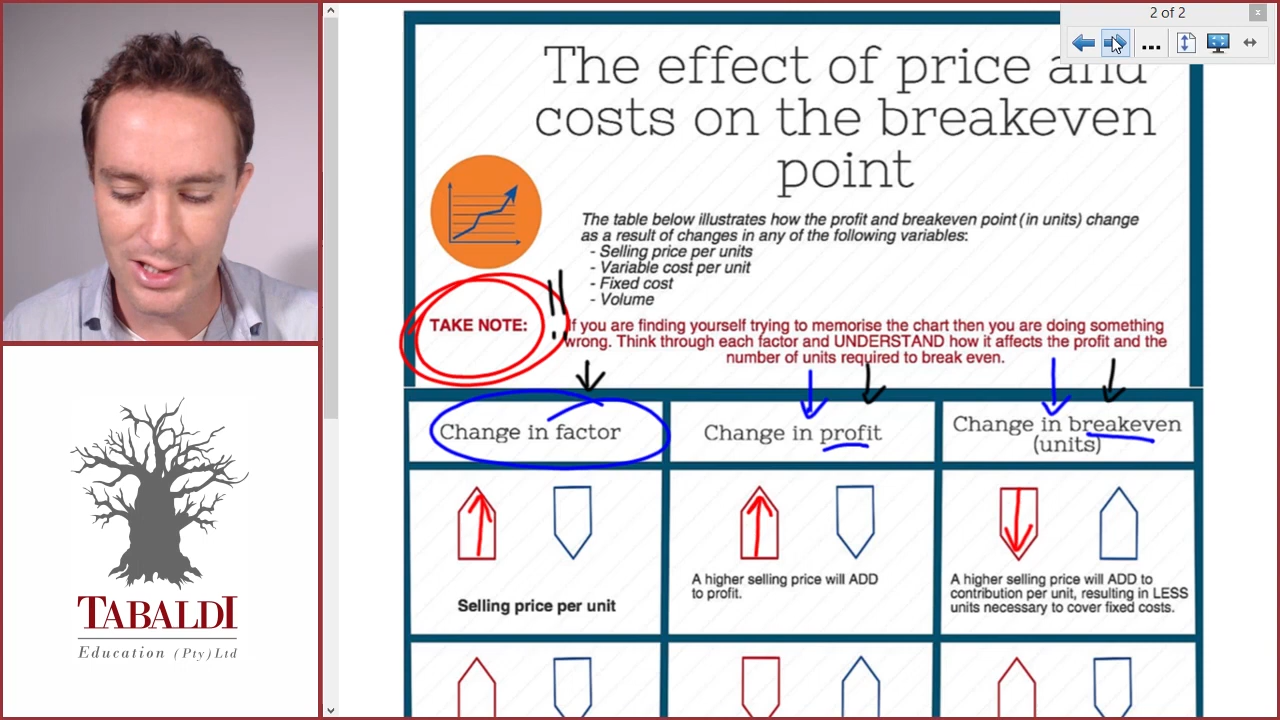 2 of 2
The effect of price and
costs on the breakeven
point
The table below illustrates how the profit and breakeven point (in units) change
as a result of changes in any of the following variables:
- Selling price per units
- Variable cost per unit
- Fixed cost
- Volume
TAKE NOTE:
!!
If you are finding yourself trying to memorise the chart then you are doing something
wrong. Think through each factor and UNDERSTAND how it affects the profit and the
number of units required to break even.
Change in factor
Change in profit
Change in breakeven
(units)
Selling price per unit
A higher selling price will ADD
to profit.
A higher selling price will ADD to
contribution per unit, resulting in LESS
units necessary to cover fixed costs.
TABALDI
Education (Pty) Ltd